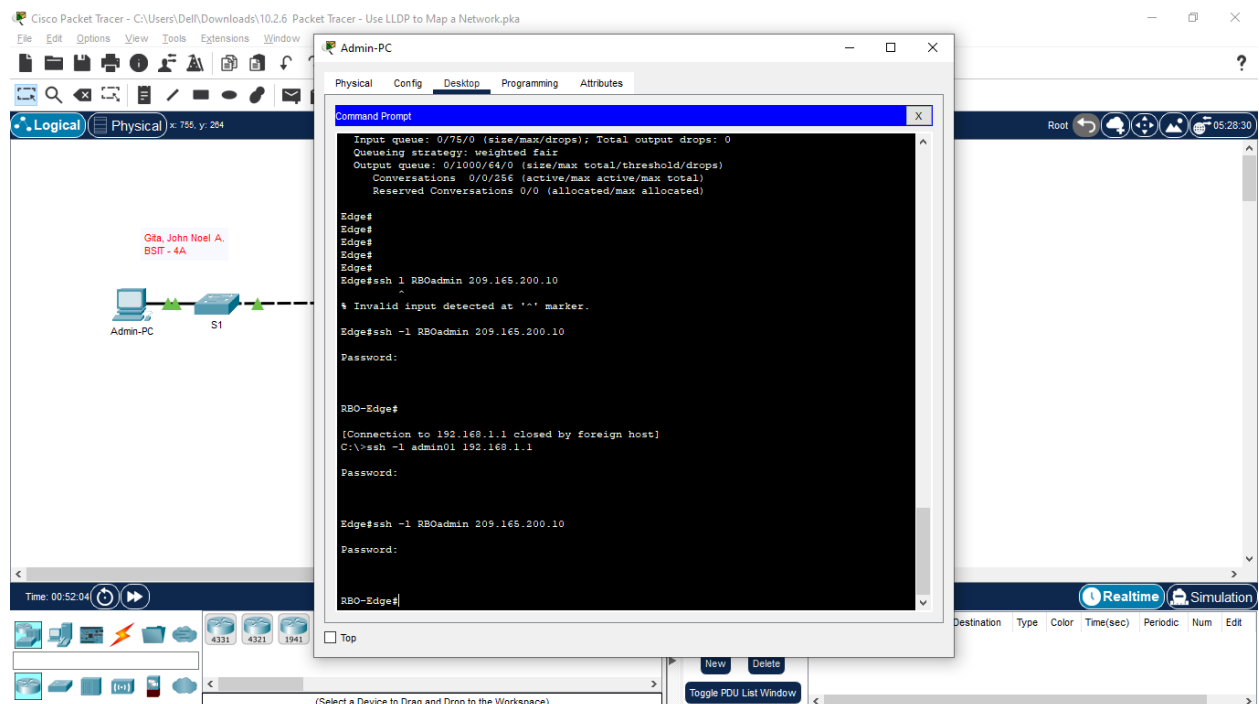 Cisco Packet Tracer - C:\Users\Dell\Downloads\10.2.6 Packet Tracer - Use LLDP to Map a Network.pka
File Edit Options View Tools Extensions Window
Admin-PC
?
Physical Config Desktop Programming Attributes
Command Prompt
X
Logical Physical x: 755, y: 264
Root 05:28:30
Input queue: 0/75/0 (size/max/drops); Total output drops: 0
Queueing strategy: weighted fair
Output queue: 0/1000/64/0 (size/max total/threshold/drops)
Conversations 0/0/256 (active/max active/max total)
Reserved Conversations 0/0 (allocated/max allocated)
Edge#
Edge#
Edge#
Edge#
Edge#
Edge#ssh l RBOadmin 209.165.200.10
^
% Invalid input detected at '^' marker.
Edge#ssh -l RBOadmin 209.165.200.10
Password:
RBO-Edge#
[Connection to 192.168.1.1 closed by foreign host]
C:\>ssh -l admin01 192.168.1.1
Password:
Edge#ssh -l RBOadmin 209.165.200.10
Password:
RBO-Edge#
Top
Gita, John Noel A.
BSIT - 4A
Admin-PC
S1
Time: 00:52:04
Realtime Simulation
4331 4321 1941
Destination Type Color Time(sec) Periodic Num Edit
New Delete
Toggle PDU List Window
(Select a Device to Drag and Drop to the Workspace)